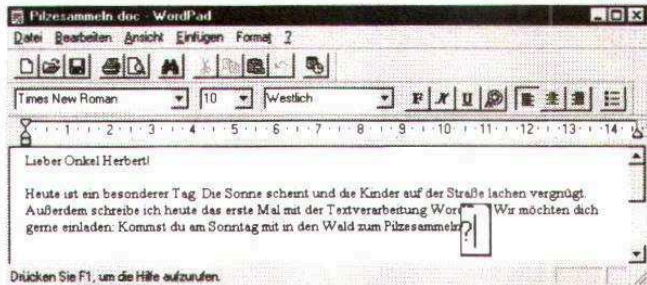 Pilzesammeln.doc - WordPad
Datei Bearbeiten Ansicht Einfügen Format ?
Times New Roman 10 Westlich F K U
1 2 3 4 5 6 7 8 9 10 11 12 13 14
Lieber Onkel Herbert!
Heute ist ein besonderer Tag. Die Sonne scheint und die Kinder auf der Straße lachen vergnügt.
Außerdem schreibe ich heute das erste Mal mit der Textverarbeitung Wir möchten dich
gerne einladen: Kommst du am Sonntag mit in den Wald zum Pilzesammeln?
Drücken Sie F1, um die Hilfe aufzurufen.